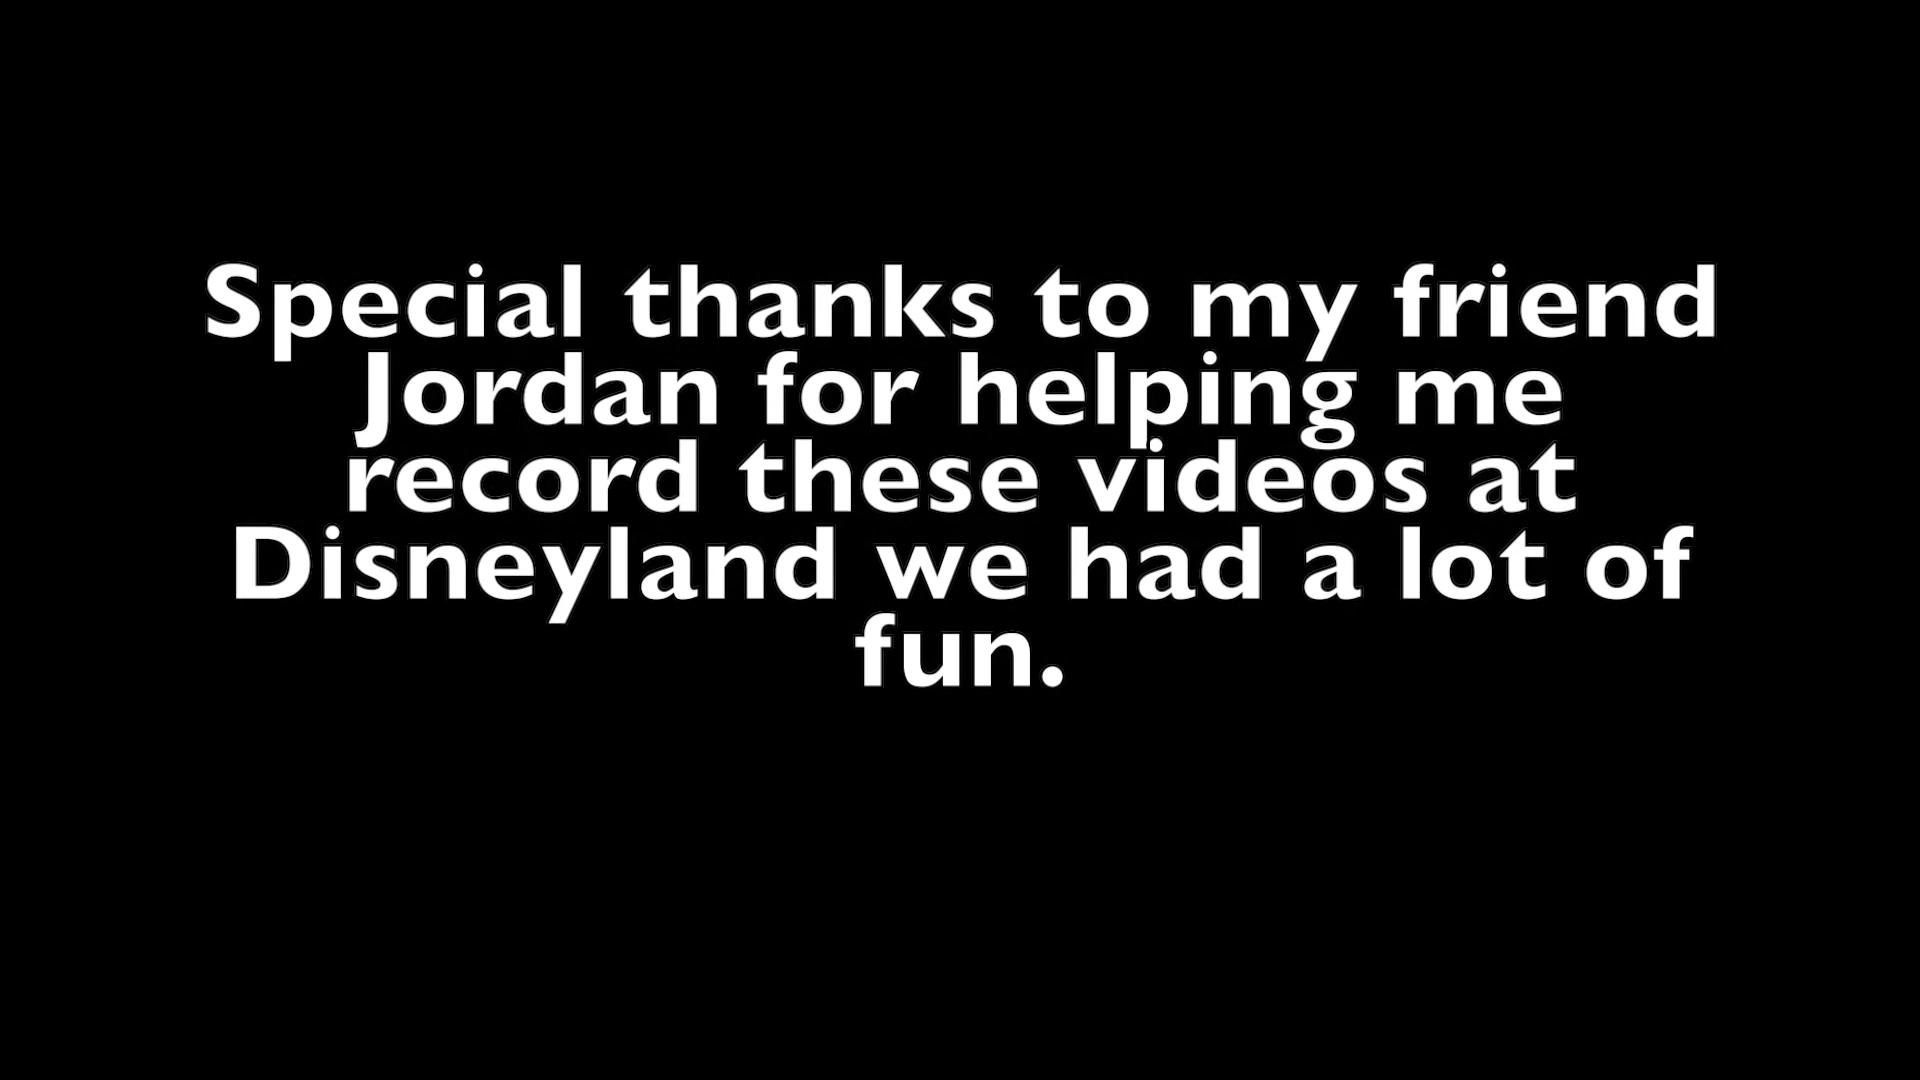 Special thanks to my friend
Jordan for helping me
record these videos at
Disneyland we had a lot of
fun.